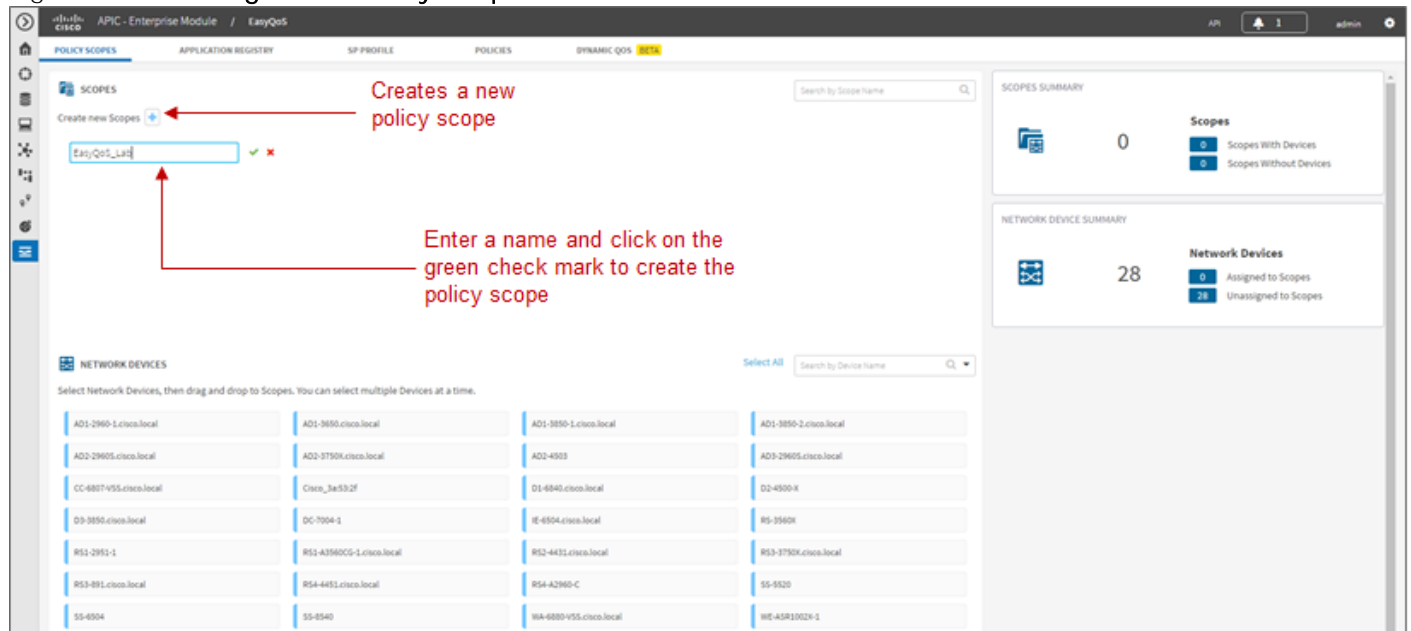 CISCO APIC - Enterprise Module / EasyQoS API 1 admin
POLICY SCOPES APPLICATION REGISTRY SP PROFILE POLICIES DYNAMIC QOS BETA
SCOPES
Search by Scope Name
Create new Scopes
EasyQoS_Lab
Creates a new
policy scope
Enter a name and click on the
green check mark to create the
policy scope
SCOPES SUMMARY
0
Scopes
0 Scopes With Devices
0 Scopes Without Devices
NETWORK DEVICE SUMMARY
28
Network Devices
0 Assigned to Scopes
28 Unassigned to Scopes
NETWORK DEVICES
Select All
Search by Device Name
Select Network Devices, then drag and drop to Scopes. You can select multiple Devices at a time.
AD1-2960-1.cisco.local AD1-3650.cisco.local AD1-3850-1.cisco.local AD1-3850-2.cisco.local
AD2-2960S.cisco.local AD2-3750X.cisco.local AD2-4503 AD3-2960S.cisco.local
CC-6807-VSS.cisco.local Cisco_3a:53:2f D1-6840.cisco.local D2-4500-X
D3-3850.cisco.local DC-7004-1 IE-6504.cisco.local RS-3560X
RS1-2951-1 RS1-A3560CG-1.cisco.local RS2-4431.cisco.local RS3-3750X.cisco.local
RS3-891.cisco.local RS4-4451.cisco.local RS4-A2960-C SS-5520
SS-6504 SS-8540 WA-6880-VSS.cisco.local WE-ASR1002X-1